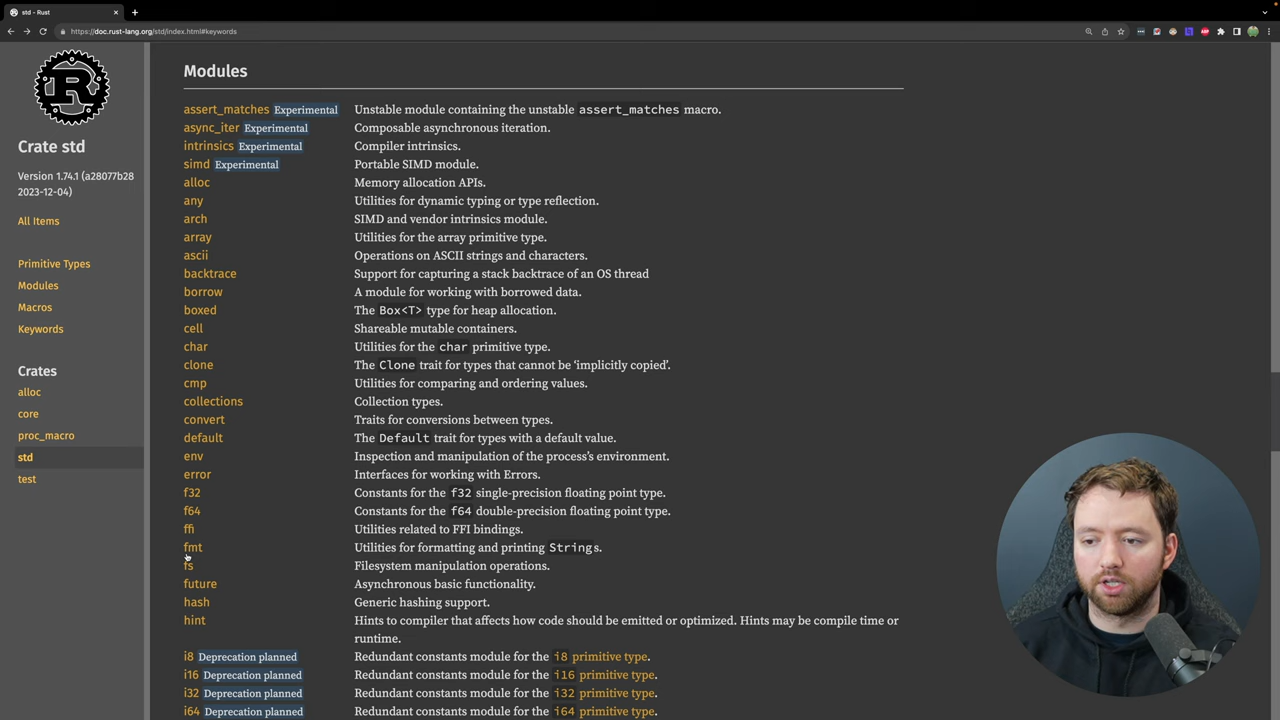 std - Rust
https://doc.rust-lang.org/std/index.html#keywords
R
Crate std
Version 1.74.1 (a28077b28
2023-12-04)
All Items
Primitive Types
Modules
Macros
Keywords
Crates
alloc
core
proc_macro
std
test
Modules
assert_matches Experimental Unstable module containing the unstable assert_matches macro.
async_iter Experimental Composable asynchronous iteration.
intrinsics Experimental Compiler intrinsics.
simd Experimental Portable SIMD module.
alloc Memory allocation APIs.
any Utilities for dynamic typing or type reflection.
arch SIMD and vendor intrinsics module.
array Utilities for the array primitive type.
ascii Operations on ASCII strings and characters.
backtrace Support for capturing a stack backtrace of an OS thread
borrow A module for working with borrowed data.
boxed The Box<T> type for heap allocation.
cell Shareable mutable containers.
char Utilities for the char primitive type.
clone The Clone trait for types that cannot be ‘implicitly copied’.
cmp Utilities for comparing and ordering values.
collections Collection types.
convert Traits for conversions between types.
default The Default trait for types with a default value.
env Inspection and manipulation of the process’s environment.
error Interfaces for working with Errors.
f32 Constants for the f32 single-precision floating point type.
f64 Constants for the f64 double-precision floating point type.
ffi Utilities related to FFI bindings.
fmt Utilities for formatting and printing Strings.
fs Filesystem manipulation operations.
future Asynchronous basic functionality.
hash Generic hashing support.
hint Hints to compiler that affects how code should be emitted or optimized. Hints may be compile time or
runtime.
i8 Deprecation planned Redundant constants module for the i8 primitive type.
i16 Deprecation planned Redundant constants module for the i16 primitive type.
i32 Deprecation planned Redundant constants module for the i32 primitive type.
i64 Deprecation planned Redundant constants module for the i64 primitive type.